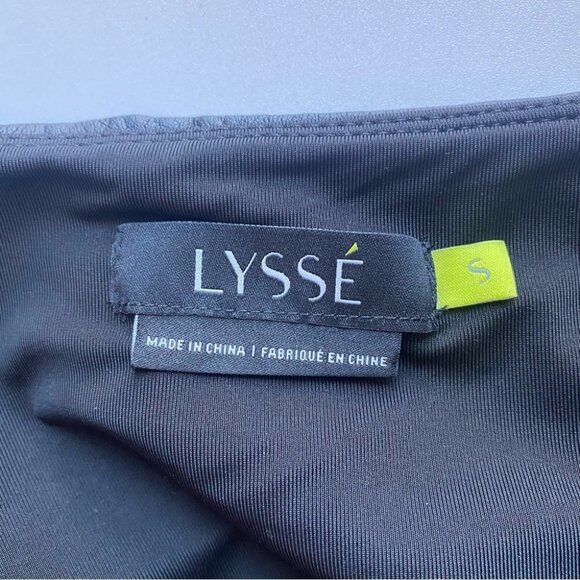 LYSSÉ
S
MADE IN CHINA | FABRIQUÉ EN CHINE